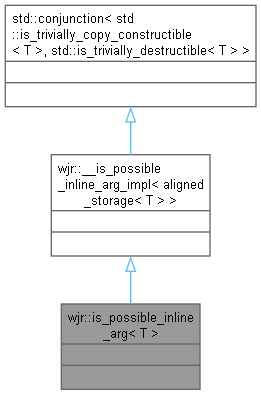 std::conjunction< std
::is_trivially_copy_constructible
< T >, std::is_trivially_destructible< T > >
wjr::__is_possible
_inline_arg_impl< aligned
_storage< T > >
wjr::is_possible_inline
_arg< T >